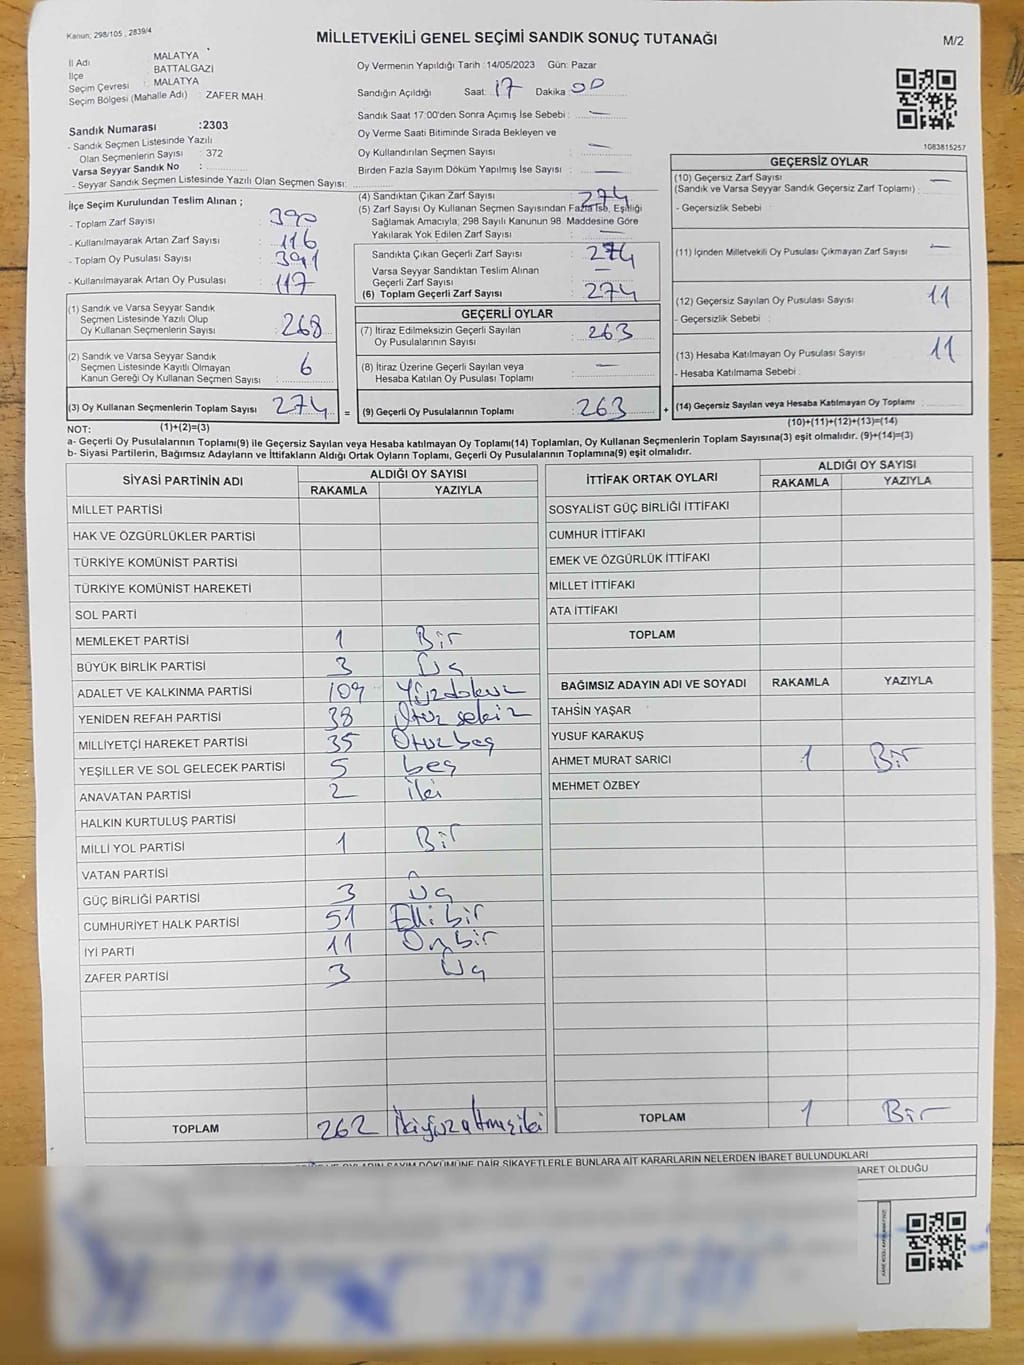 Kanun: 298/105 , 2839/4
MİLLETVEKİLİ GENEL SEÇİMİ SANDIK SONUÇ TUTANAĞI
M/2
İl Adı MALATYA
İlçe BATTALGAZİ
Seçim Çevresi : MALATYA
Seçim Bölgesi (Mahalle Adı) : ZAFER MAH
Sandık Numarası :2303
- Sandık Seçmen Listesinde Yazılı
Olan Seçmenlerin Sayısı : 372
Varsa Seyyar Sandık No :
- Seyyar Sandık Seçmen Listesinde Yazılı Olan Seçmen Sayısı:
Oy Vermenin Yapıldığı Tarih :14/05/2023 Gün: Pazar
Sandığın Açıldığı Saat: 17 Dakika 00
Sandık Saat 17:00'den Sonra Açımış İse Sebebi : —
Oy Verme Saati Bitiminde Sırada Bekleyen ve
Oy Kullandırılan Seçmen Sayısı : —
Birden Fazla Sayım Döküm Yapılmış İse Sayısı : —
1083815257
İlçe Seçim Kurulundan Teslim Alınan ;
- Toplam Zarf Sayısı : 390
- Kullanılmayarak Artan Zarf Sayısı : 116
- Toplam Oy Pusulası Sayısı : 391
- Kullanılmayarak Artan Oy Pusulası : 117
(1) Sandık ve Varsa Seyyar Sandık
Seçmen Listesinde Yazılı Olup
Oy Kullanan Seçmenlerin Sayısı : 268
(2) Sandık ve Varsa Seyyar Sandık
Seçmen Listesinde Kayıtlı Olmayan
Kanun Gereği Oy Kullanan Seçmen Sayısı : 6
(3) Oy Kullanan Seçmenlerin Toplam Sayısı 274 =
(1)+(2)=(3)
(4) Sandıktan Çıkan Zarf Sayısı : 274
(5) Zarf Sayısı Oy Kullanan Seçmen Sayısından Fazla İse, Eşitliği
Sağlamak Amacıyla; 298 Sayılı Kanunun 98. Maddesine Göre
Yakılarak Yok Edilen Zarf Sayısı : —
Sandıkta Çıkan Geçerli Zarf Sayısı : 274
Varsa Seyyar Sandıktan Teslim Alınan
Geçerli Zarf Sayısı : —
(6) Toplam Geçerli Zarf Sayısı : 274
GEÇERLİ OYLAR
(7) İtiraz Edilmeksizin Geçerli Sayılan
Oy Pusulalarının Sayısı : 263
(8) İtiraz Üzerine Geçerli Sayılan veya
Hesaba Katılan Oy Pusulası Toplamı : —
(9) Geçerli Oy Pusulalarının Toplamı : 263 +
GEÇERSİZ OYLAR
(10) Geçersiz Zarf Sayısı
(Sandık ve Varsa Seyyar Sandık Geçersiz Zarf Toplamı) : —
- Geçersizlik Sebebi :
(11) İçinden Milletvekili Oy Pusulası Çıkmayan Zarf Sayısı : —
(12) Geçersiz Sayılan Oy Pusulası Sayısı : 11
- Geçersizlik Sebebi :
(13) Hesaba Katılmayan Oy Pusulası Sayısı : 11
- Hesaba Katılmama Sebebi :
(14) Geçersiz Sayılan veya Hesaba Katılmayan Oy Toplamı :
(10)+(11)+(12)+(13)=(14)
NOT:
a- Geçerli Oy Pusulalarının Toplamı(9) ile Geçersiz Sayılan veya Hesaba katılmayan Oy Toplamı(14) Toplamları, Oy Kullanan Seçmenlerin Toplam Sayısına(3) eşit olmalıdır. (9)+(14)=(3)
b- Siyasi Partilerin, Bağımsız Adayların ve İttifakların Aldığı Ortak Oyların Toplamı, Geçerli Oy Pusulalarının Toplamına(9) eşit olmalıdır.
SİYASİ PARTİNİN ADI ALDIĞI OY SAYISI
RAKAMLA YAZIYLA
MİLLET PARTİSİ
HAK VE ÖZGÜRLÜKLER PARTİSİ
TÜRKİYE KOMÜNİST PARTİSİ
TÜRKİYE KOMÜNİST HAREKETİ
SOL PARTİ
MEMLEKET PARTİSİ 1 Bir
BÜYÜK BİRLİK PARTİSİ 3 Üç
ADALET VE KALKINMA PARTİSİ 109 Yüzdokuz
YENİDEN REFAH PARTİSİ 38 Otuz sekiz
MİLLİYETÇİ HAREKET PARTİSİ 35 Otuzbeş
YEŞİLLER VE SOL GELECEK PARTİSİ 5 beş
ANAVATAN PARTİSİ 2 iki
HALKIN KURTULUŞ PARTİSİ
MİLLİ YOL PARTİSİ 1 Bir
VATAN PARTİSİ
GÜÇ BİRLİĞİ PARTİSİ 3 Üç
CUMHURİYET HALK PARTİSİ 51 Elli bir
İYİ PARTİ 11 On bir
ZAFER PARTİSİ 3 Üç
TOPLAM 262 İkiyüzaltmışiki
İTTİFAK ORTAK OYLARI ALDIĞI OY SAYISI
RAKAMLA YAZIYLA
SOSYALİST GÜÇ BİRLİĞİ İTTİFAKI
CUMHUR İTTİFAKI
EMEK VE ÖZGÜRLÜK İTTİFAKI
MİLLET İTTİFAKI
ATA İTTİFAKI
TOPLAM
BAĞIMSIZ ADAYIN ADI VE SOYADI RAKAMLA YAZIYLA
TAHSİN YAŞAR
YUSUF KARAKUŞ
AHMET MURAT SARICI 1 Bir
MEHMET ÖZBEY
TOPLAM 1 Bir
SAYIM DÖKÜMÜNE DAİR ŞİKAYETLERLE BUNLARA AİT KARARLARIN NELERDEN İBARET BULUNDUKLARI
İBARET OLDUĞU